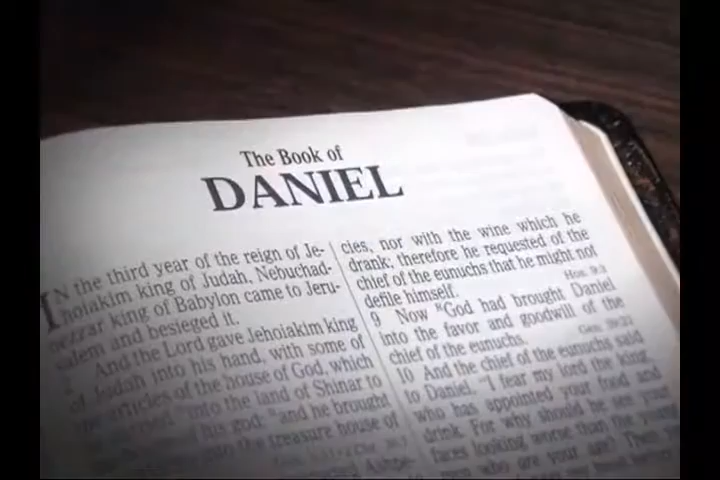 The Book of
DANIEL
IN the third year of the reign of Je-
hoiakim king of Judah, Nebuchad-
nezzar king of Babylon came to Jeru-
salem and besieged it.
And the Lord gave Jehoiakim king
of Judah into his hand, with some of
the articles of the house of God, which
into the land of Shinar to
his god; and he brought
into the treasure house of
cies, nor with the wine which he
drank; therefore he requested of the
chief of the eunuchs that he might not
defile himself.
9 Now God had brought Daniel
into the favor and goodwill of the
chief of the eunuchs.
10 And the chief of the eunuchs said
to Daniel, "I fear my lord the king,
who has appointed your food and
drink. For why should he see your
faces looking worse than the young
men who are your age? Then